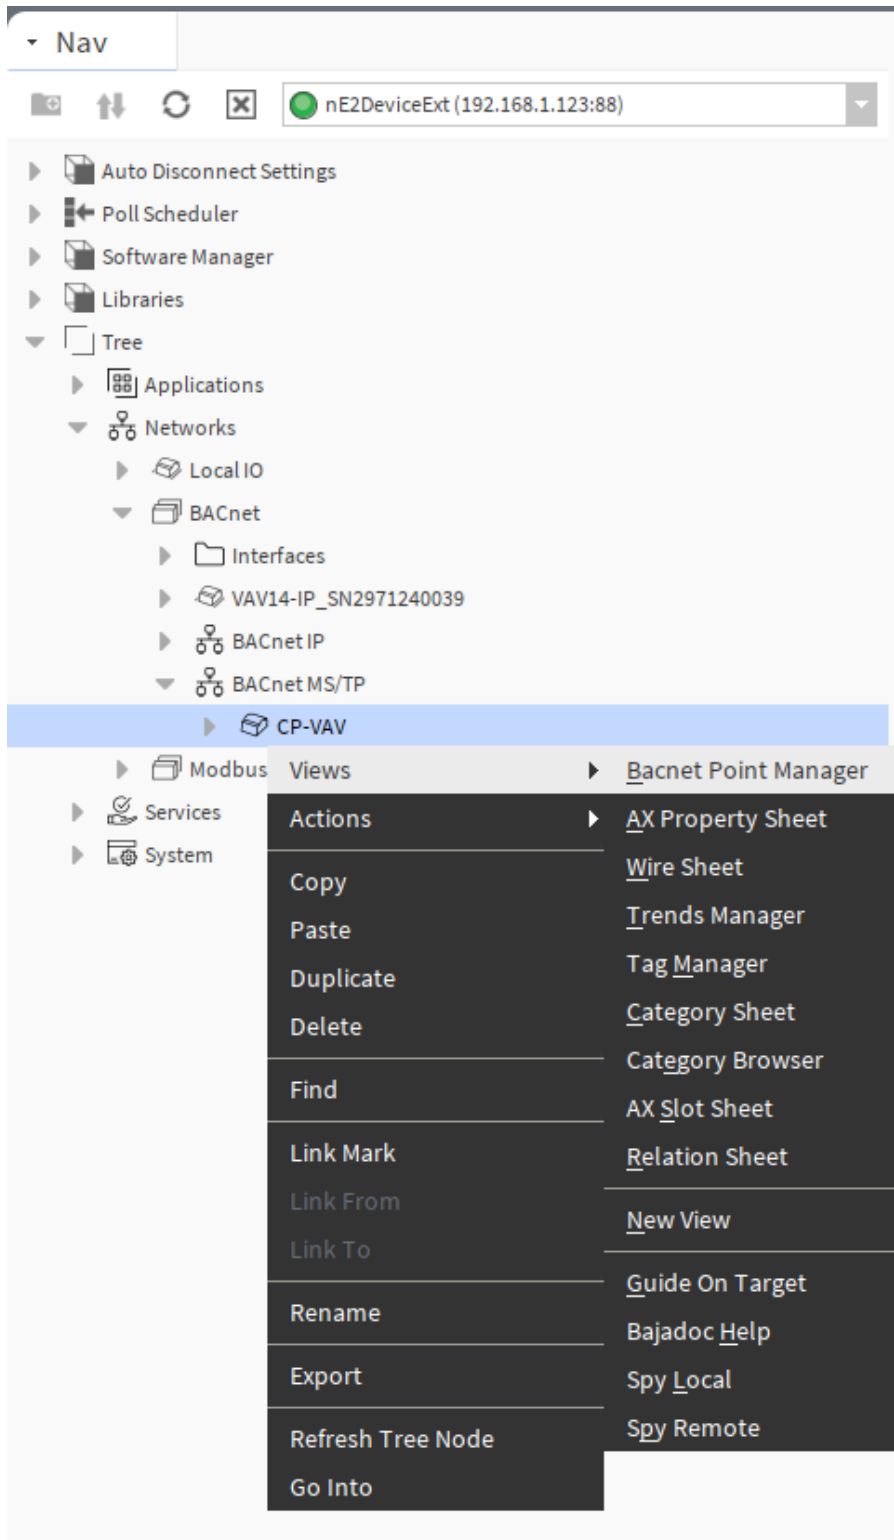 Nav
nE2DeviceExt (192.168.1.123:88)
Auto Disconnect Settings
Poll Scheduler
Software Manager
Libraries
Tree
Applications
Networks
Local IO
BACnet
Interfaces
VAV14-IP_SN2971240039
BACnet IP
BACnet MS/TP
CP-VAV
Modbus
Services
System
Views
Actions
Copy
Paste
Duplicate
Delete
Find
Link Mark
Link From
Link To
Rename
Export
Refresh Tree Node
Go Into
Bacnet Point Manager
AX Property Sheet
Wire Sheet
Trends Manager
Tag Manager
Category Sheet
Category Browser
AX Slot Sheet
Relation Sheet
New View
Guide On Target
Bajadoc Help
Spy Local
Spy Remote